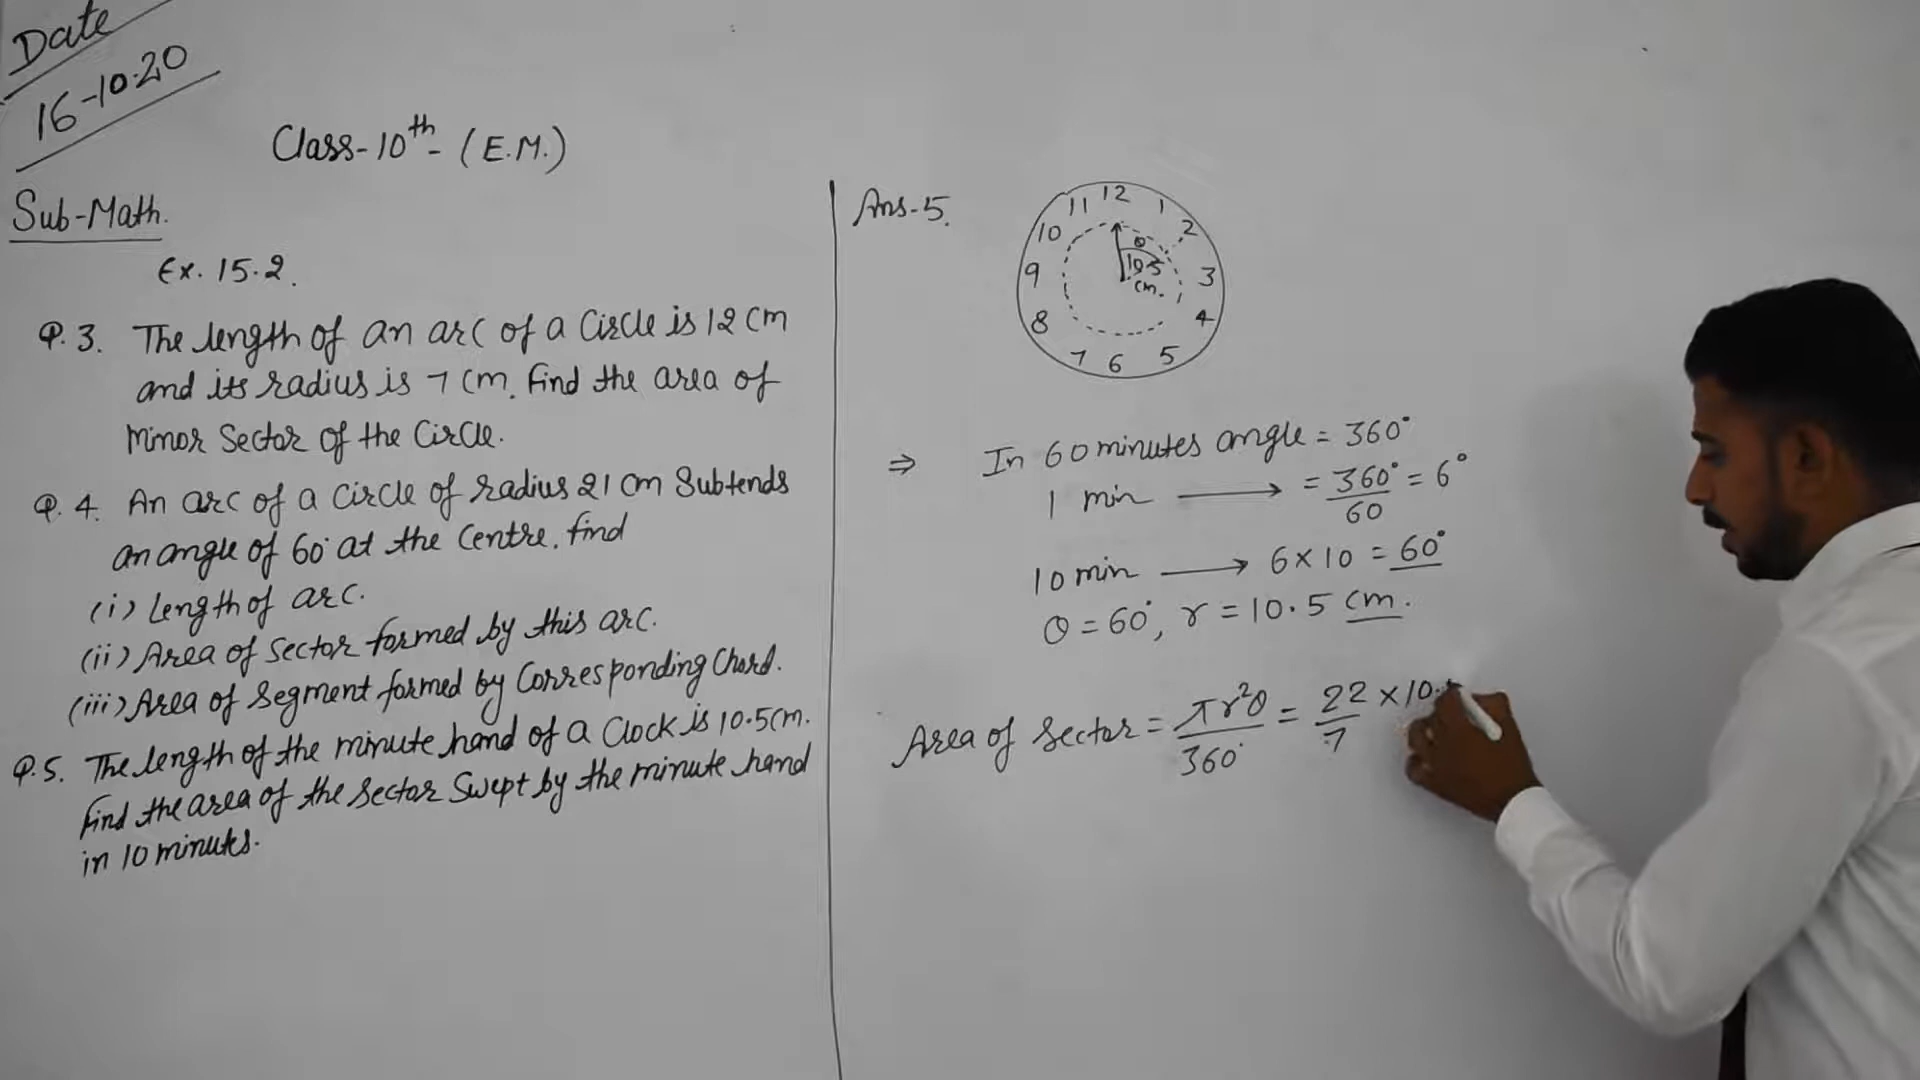 Date
16-10.20
Class-10th- (E.M.)
Sub-Math.
Ex. 15.2.
Q.3. The length of an arc of a Circle is 12 cm
and its radius is 7 cm. Find the area of
Minor Sector of the Circle.
Q.4. An arc of a circle of radius 21 cm Subtends
an angle of 60° at the Centre. find
(i) Length of arc.
(ii) Area of Sector formed by this arc.
(iii) Area of Segment formed by Corresponding Chord.
Q.5. The length of the minute hand of a Clock is 10.5cm.
find the area of the sector Swept by the minute hand
in 10 minutes.
Ans-5.
12
11 1
10 2
θ
9 10.5 3
cm.
8 4
7 6 5
⇒ In 60 minutes angle = 360°
1 min ⟶ = 360°/60 = 6°
10 min ⟶ 6×10 = 60°
θ = 60°, r = 10.5 cm.
Area of Sector = πr²θ/360° = 22/7 × 10.